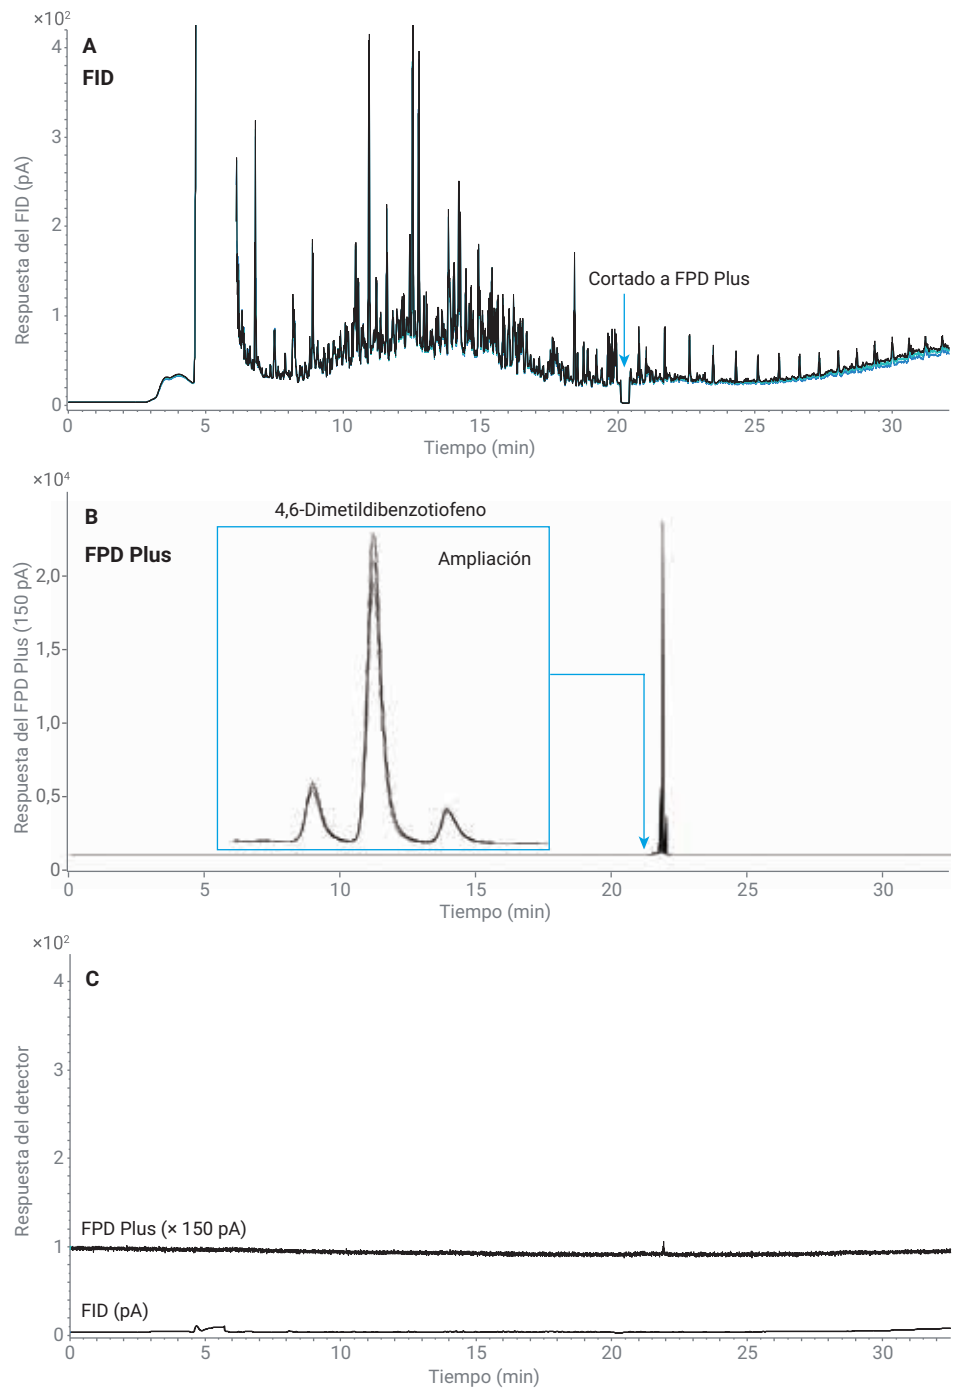 ×10²
A
FID
4
3
2
1
0
Respuesta del FID (pA)
Cortado a FPD Plus
0 5 10 15 20 25 30
Tiempo (min)
×10⁴
B
FPD Plus
4,6-Dimetildibenzotiofeno
Ampliación
2,0
1,5
1,0
0,5
0
Respuesta del FPD Plus (150 pA)
0 5 10 15 20 25 30
Tiempo (min)
×10²
C
4
3
2
1
0
Respuesta del detector
FPD Plus (× 150 pA)
FID (pA)
0 5 10 15 20 25 30
Tiempo (min)